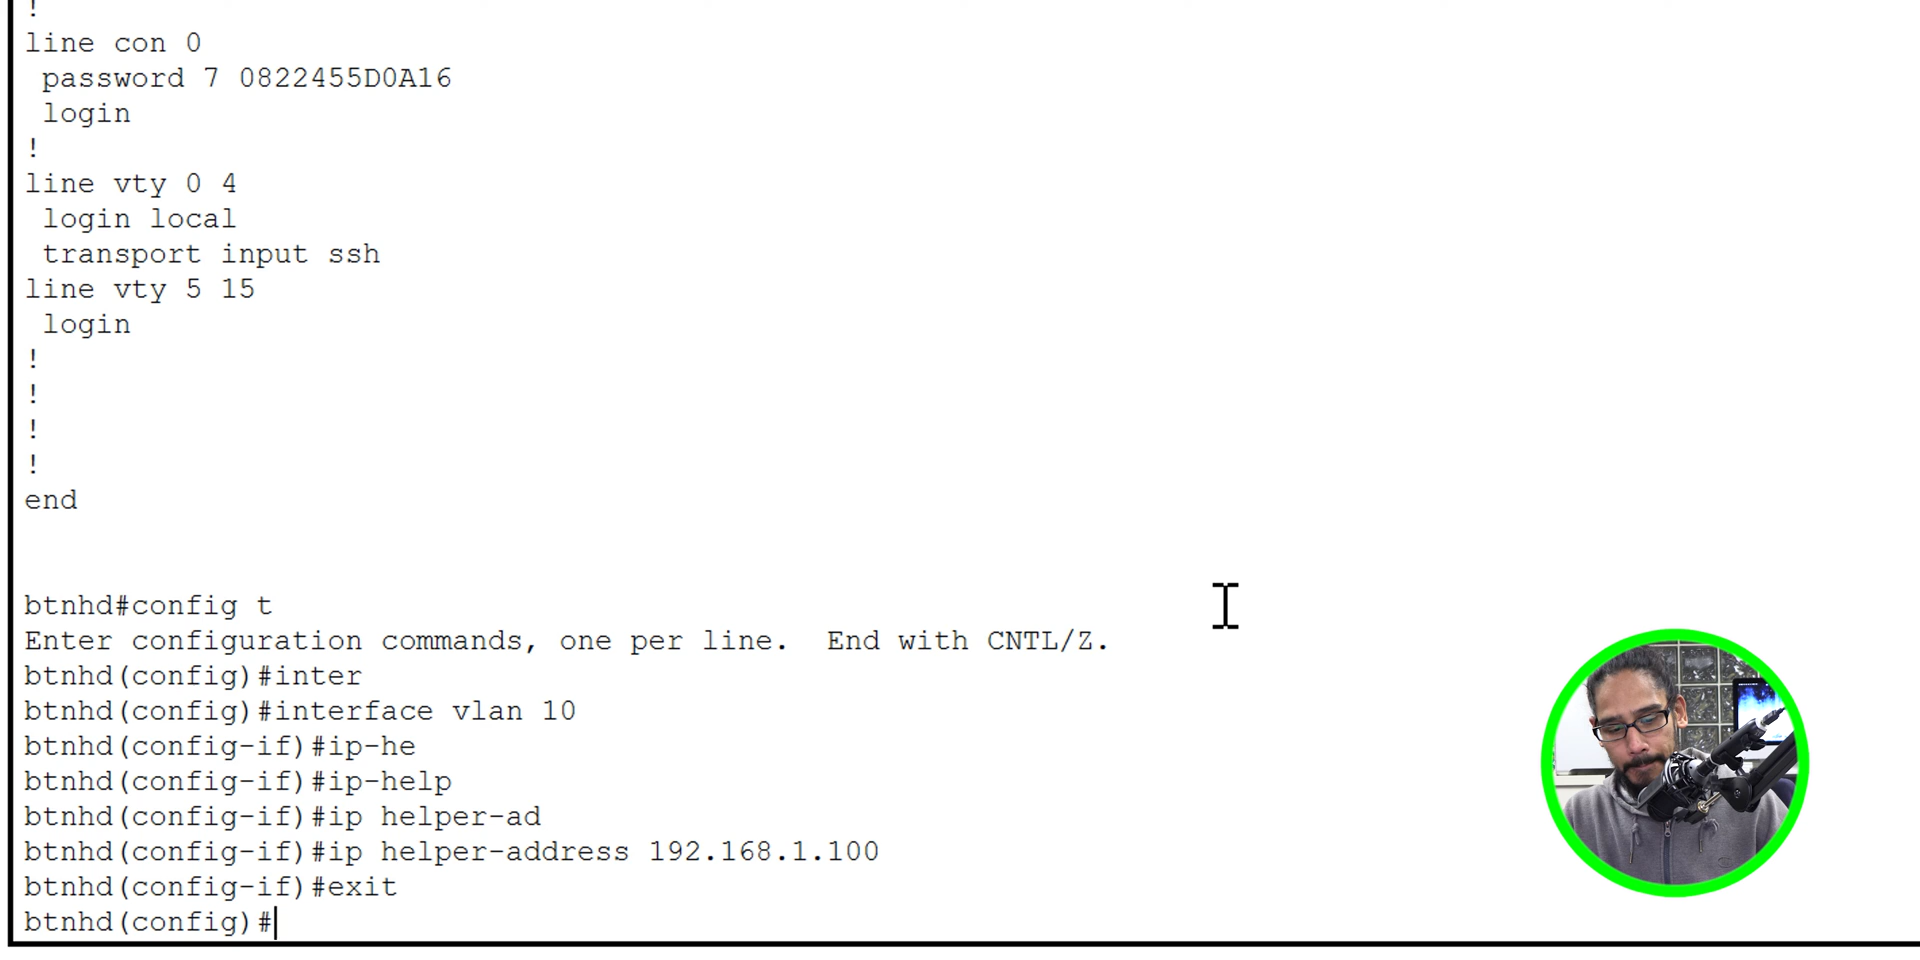 !
line con 0
password 7 0822455D0A16
login
!
line vty 0 4
login local
transport input ssh
line vty 5 15
login
!
!
!
!
end
btnhd#config t
Enter configuration commands, one per line. End with CNTL/Z.
btnhd(config)#inter
btnhd(config)#interface vlan 10
btnhd(config-if)#ip-he
btnhd(config-if)#ip-help
btnhd(config-if)#ip helper-ad
btnhd(config-if)#ip helper-address 192.168.1.100
btnhd(config-if)#exit
btnhd(config)#